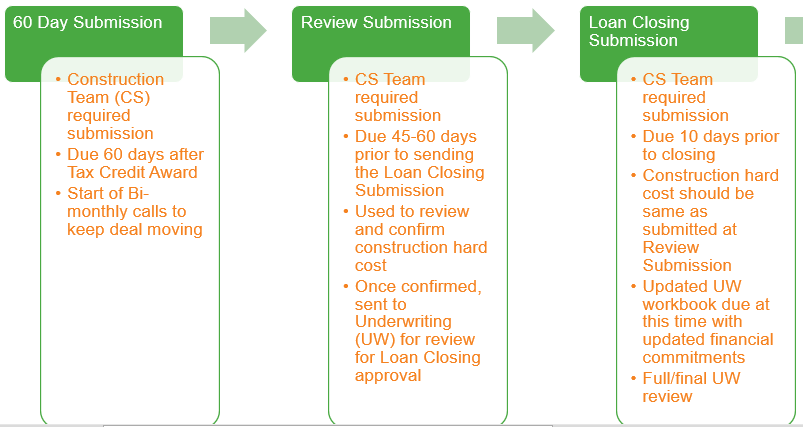 60 Day Submission
• Construction
Team (CS)
required
submission
• Due 60 days after
Tax Credit Award
• Start of Bi-
monthly calls to
keep deal moving
Review Submission
• CS Team
required
submission
• Due 45-60 days
prior to sending
the Loan Closing
Submission
• Used to review
and confirm
construction hard
cost
• Once confirmed,
sent to
Underwriting
(UW) for review
for Loan Closing
approval
Loan Closing
Submission
• CS Team
required
submission
• Due 10 days prior
to closing
• Construction hard
cost should be
same as
submitted at
Review
Submission
• Updated UW
workbook due at
this time with
updated financial
commitments
• Full/final UW
review